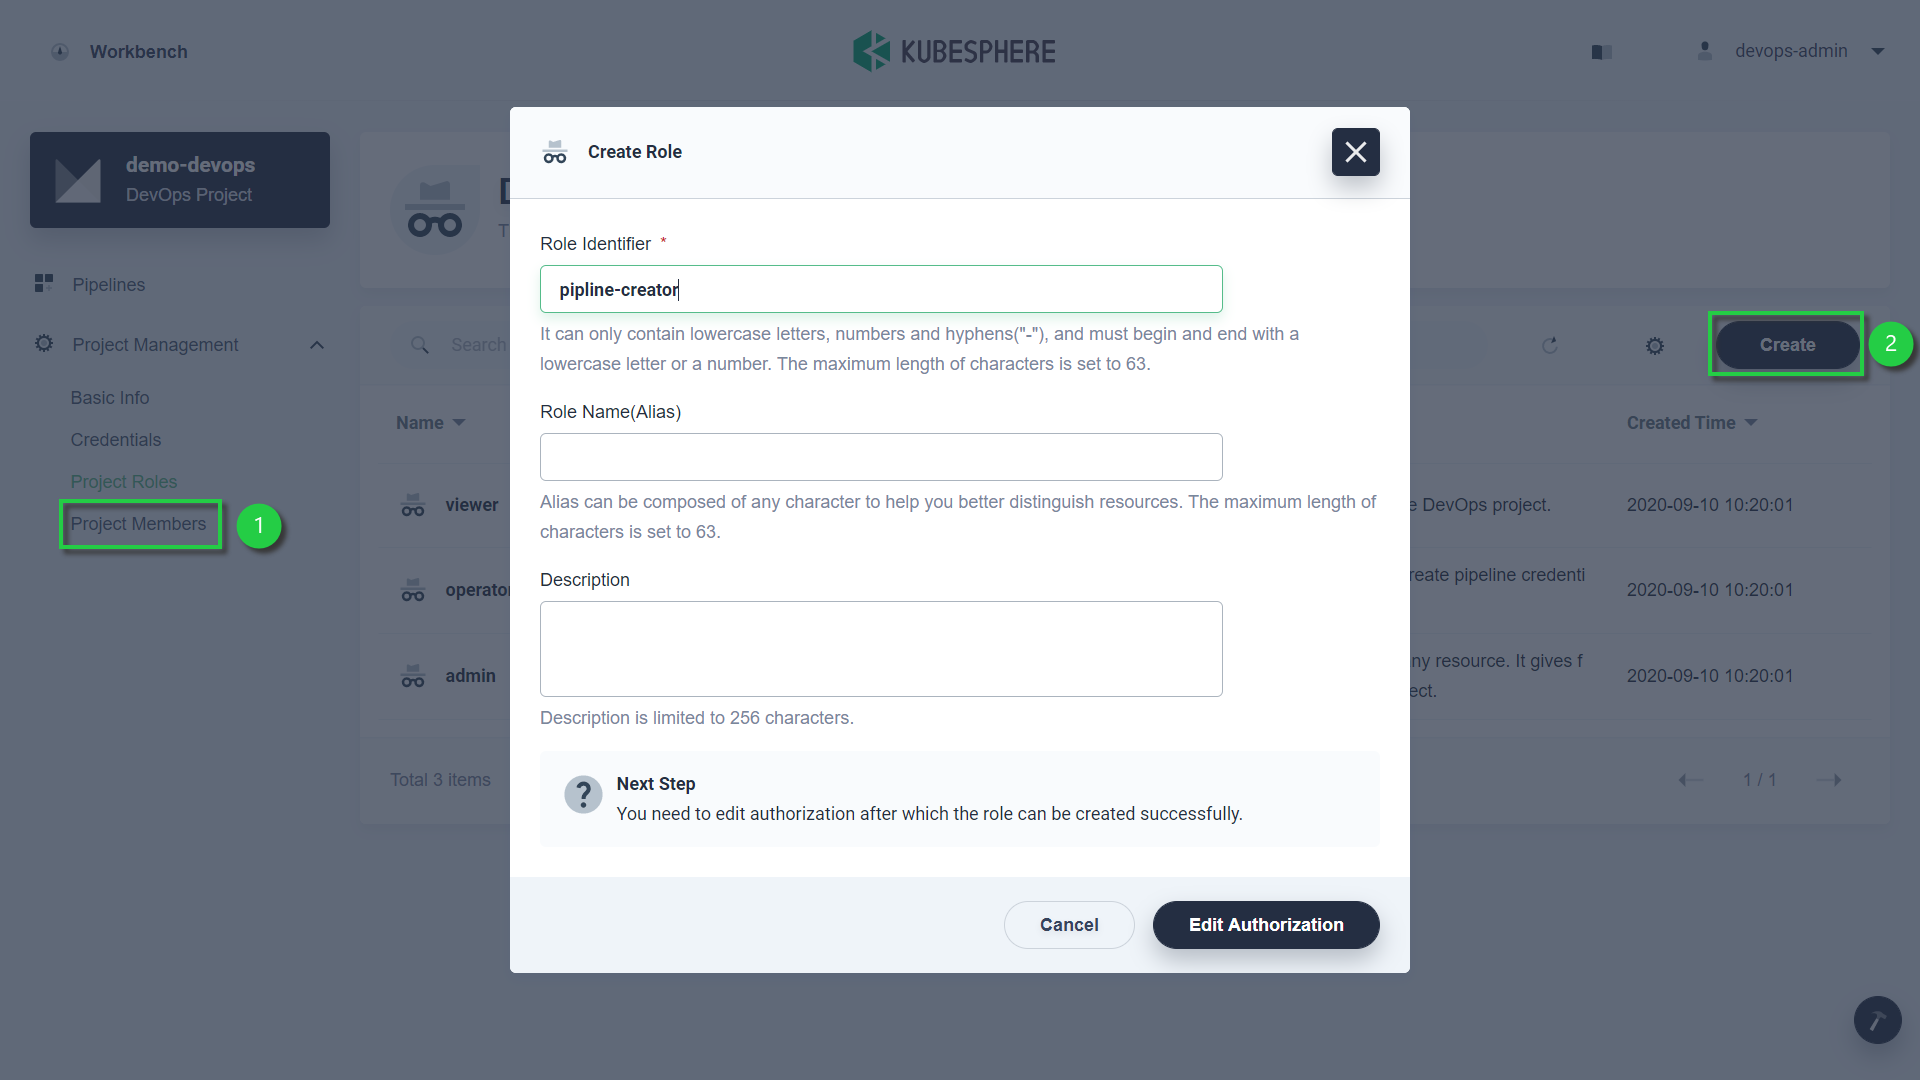 Workbench
KUBESPHERE
devops-admin
demo-devops
DevOps Project
Pipelines
Project Management
Basic Info
Credentials
Project Roles
Project Members
1
Search
Create
2
Name
Created Time
viewer
e DevOps project.
2020-09-10 10:20:01
operator
reate pipeline credenti
2020-09-10 10:20:01
admin
ny resource. It gives f
ect.
2020-09-10 10:20:01
Total 3 items
1 / 1
Create Role
Role Identifier *
pipline-creator
It can only contain lowercase letters, numbers and hyphens("-"), and must begin and end with a
lowercase letter or a number. The maximum length of characters is set to 63.
Role Name(Alias)
Alias can be composed of any character to help you better distinguish resources. The maximum length of
characters is set to 63.
Description
Description is limited to 256 characters.
?
Next Step
You need to edit authorization after which the role can be created successfully.
Cancel
Edit Authorization